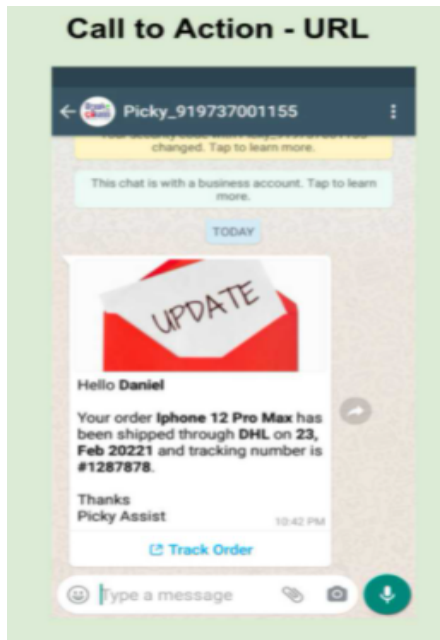 Call to Action - URL
Picky_919737001155
changed. Tap to learn more.
This chat is with a business account. Tap to learn
more.
TODAY
UPDATE
Hello Daniel
Your order Iphone 12 Pro Max has
been shipped through DHL on 23,
Feb 20221 and tracking number is
#1287878.
Thanks
Picky Assist
10:42 PM
Track Order
Type a message